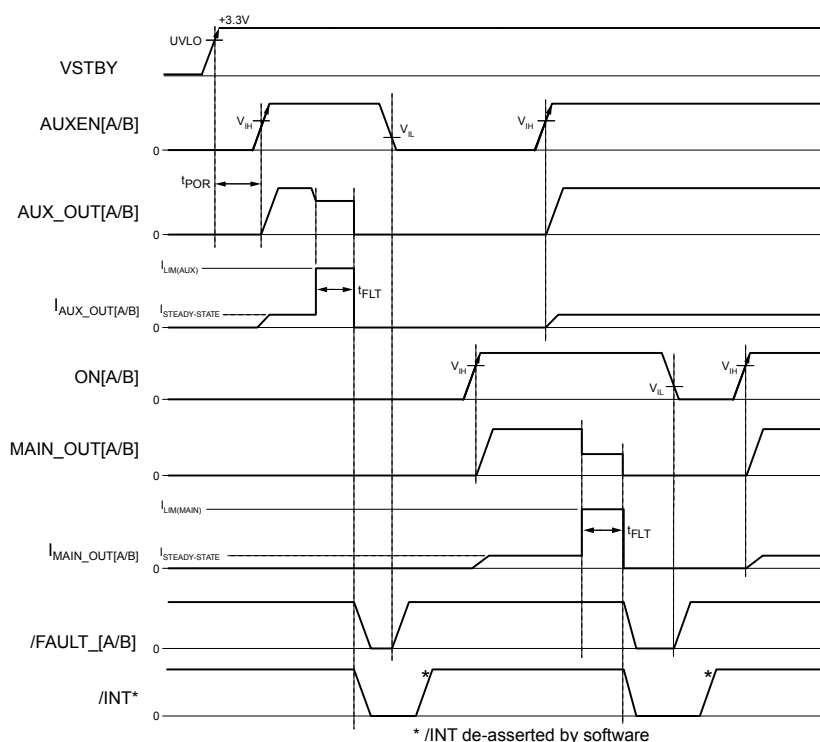 +3.3V
UVLO
VSTBY
AUXEN[A/B]
VIH
VIL
VIH
0
tPOR
AUX_OUT[A/B]
0
ILIM(AUX)
tFLT
ISTEADY-STATE
IAUX_OUT[A/B]
0
ON[A/B]
VIH
VIL
VIH
0
MAIN_OUT[A/B]
0
ILIM(MAIN)
tFLT
ISTEADY-STATE
IMAIN_OUT[A/B]
0
/FAULT_[A/B]
0
* *
/INT*
0
* /INT de-asserted by software